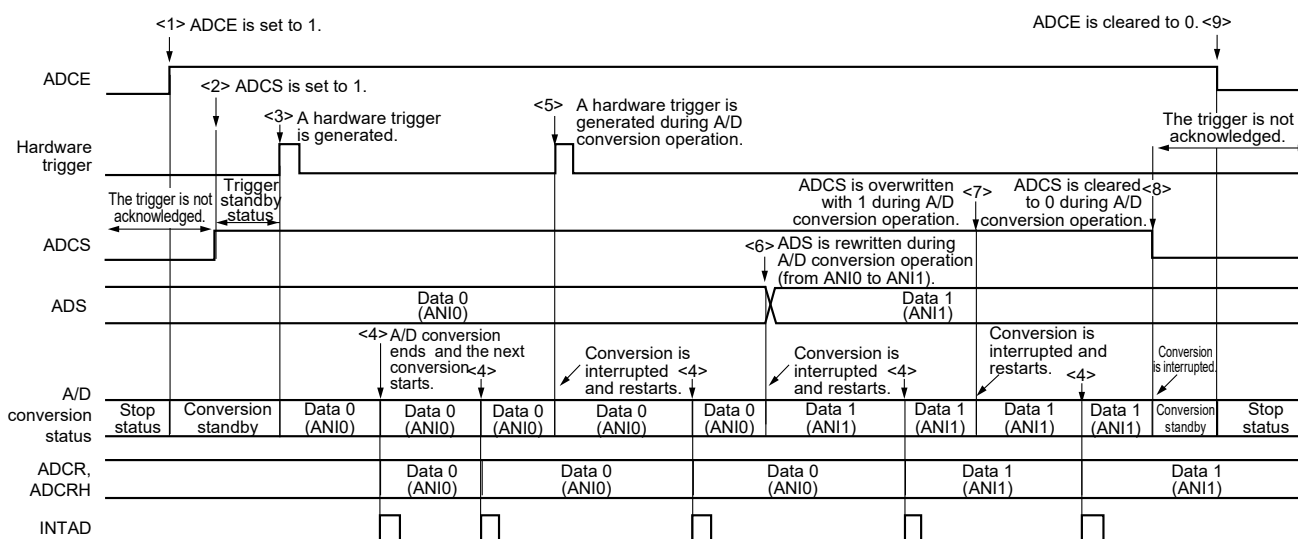 <1> ADCE is set to 1.
ADCE is cleared to 0. <9>
ADCE
<2> ADCS is set to 1.
<3> A hardware trigger
is generated.
<5> A hardware trigger is
generated during A/D
conversion operation.
The trigger is not
acknowledged.
Hardware
trigger
The trigger is not
acknowledged.
Trigger
standby
status
ADCS is overwritten
with 1 during A/D
conversion operation.
<7>
ADCS is cleared
to 0 during A/D
conversion operation.
<8>
ADCS
<6> ADS is rewritten during
A/D conversion operation
(from ANI0 to ANI1).
ADS
Data 0
(ANI0)
Data 1
(ANI1)
<4> A/D conversion
ends and the next
conversion
starts.
<4>
Conversion is
interrupted
and restarts.
<4>
Conversion is
interrupted
and restarts.
<4>
Conversion is
interrupted and
restarts.
<4>
Conversion
is interrupted.
A/D
conversion
status
Stop
status
Conversion
standby
Data 0
(ANI0)
Data 0
(ANI0)
Data 0
(ANI0)
Data 0
(ANI0)
Data 0
(ANI0)
Data 1
(ANI1)
Data 1
(ANI1)
Data 1
(ANI1)
Data 1
(ANI1)
Conversion
standby
Stop
status
ADCR,
ADCRH
Data 0
(ANI0)
Data 0
(ANI0)
Data 0
(ANI0)
Data 1
(ANI1)
Data 1
(ANI1)
INTAD